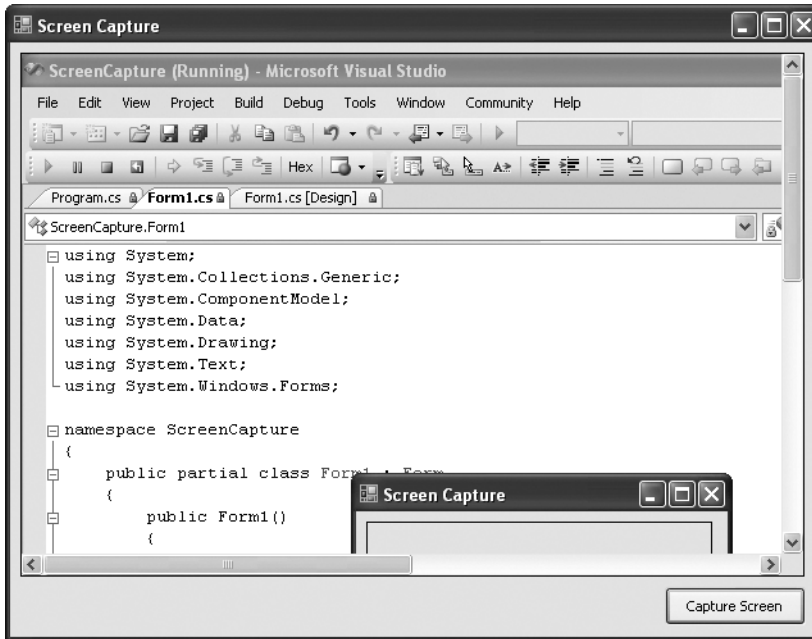 Screen Capture
ScreenCapture (Running) - Microsoft Visual Studio
File Edit View Project Build Debug Tools Window Community Help
Hex
Program.cs Form1.cs Form1.cs [Design]
ScreenCapture.Form1
using System;
using System.Collections.Generic;
using System.ComponentModel;
using System.Data;
using System.Drawing;
using System.Text;
using System.Windows.Forms;
namespace ScreenCapture
{
public partial class Form1 : Form
{
Screen Capture
public Form1()
{
Capture Screen